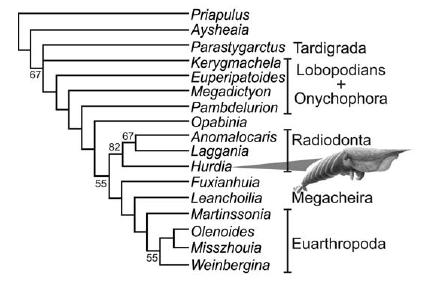 Priapulus
Aysheaia
Parastygarctus Tardigrada
67
Kerygmachela
Euperipatoides
Megadictyon
Pambdelurion
Lobopodians
+
Onychophora
Opabinia
67
Anomalocaris
82
Laggania
Hurdia
Radiodonta
55
Fuxianhuia
Leanchoilia Megacheira
Martinssonia
Olenoides
Misszhouia
55
Weinbergina
Euarthropoda